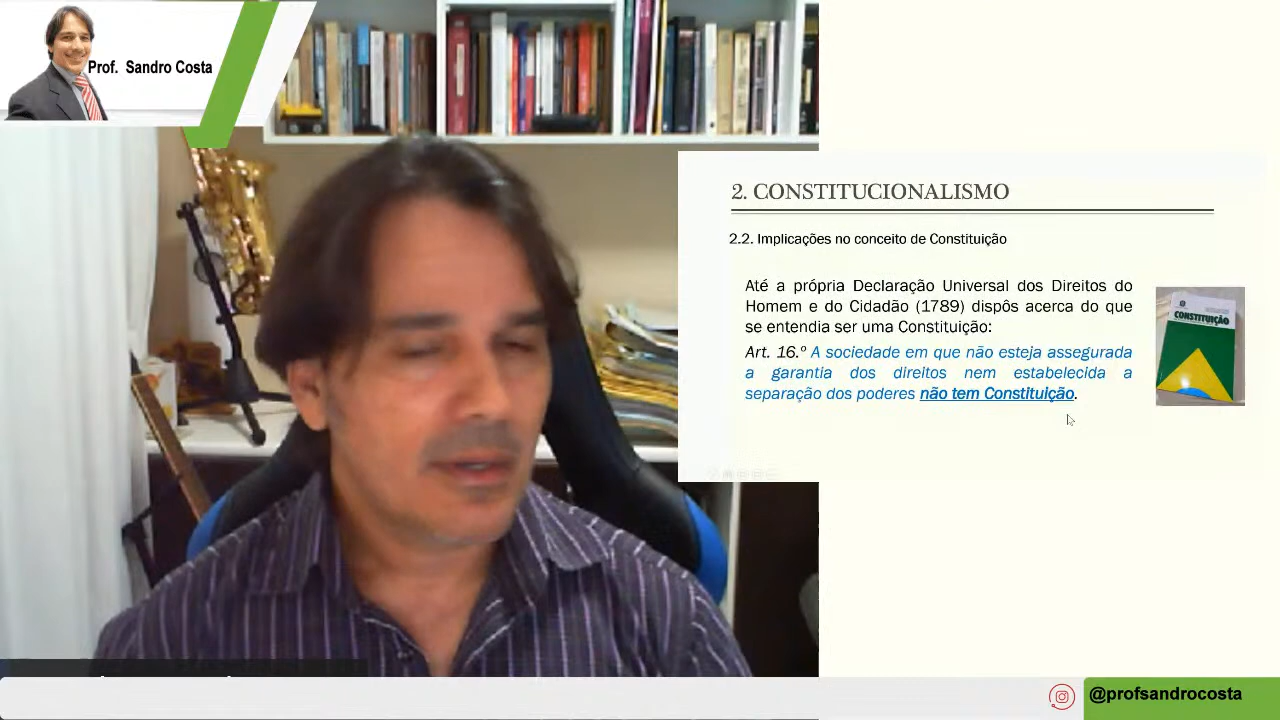 Prof. Sandro Costa
2. CONSTITUCIONALISMO
2.2. Implicações no conceito de Constituição
Até a própria Declaração Universal dos Direitos do
Homem e do Cidadão (1789) dispôs acerca do que
se entendia ser uma Constituição:
Art. 16.º A sociedade em que não esteja assegurada
a garantia dos direitos nem estabelecida a
separação dos poderes não tem Constituição.
CONSTITUIÇÃO
@profsandrocosta